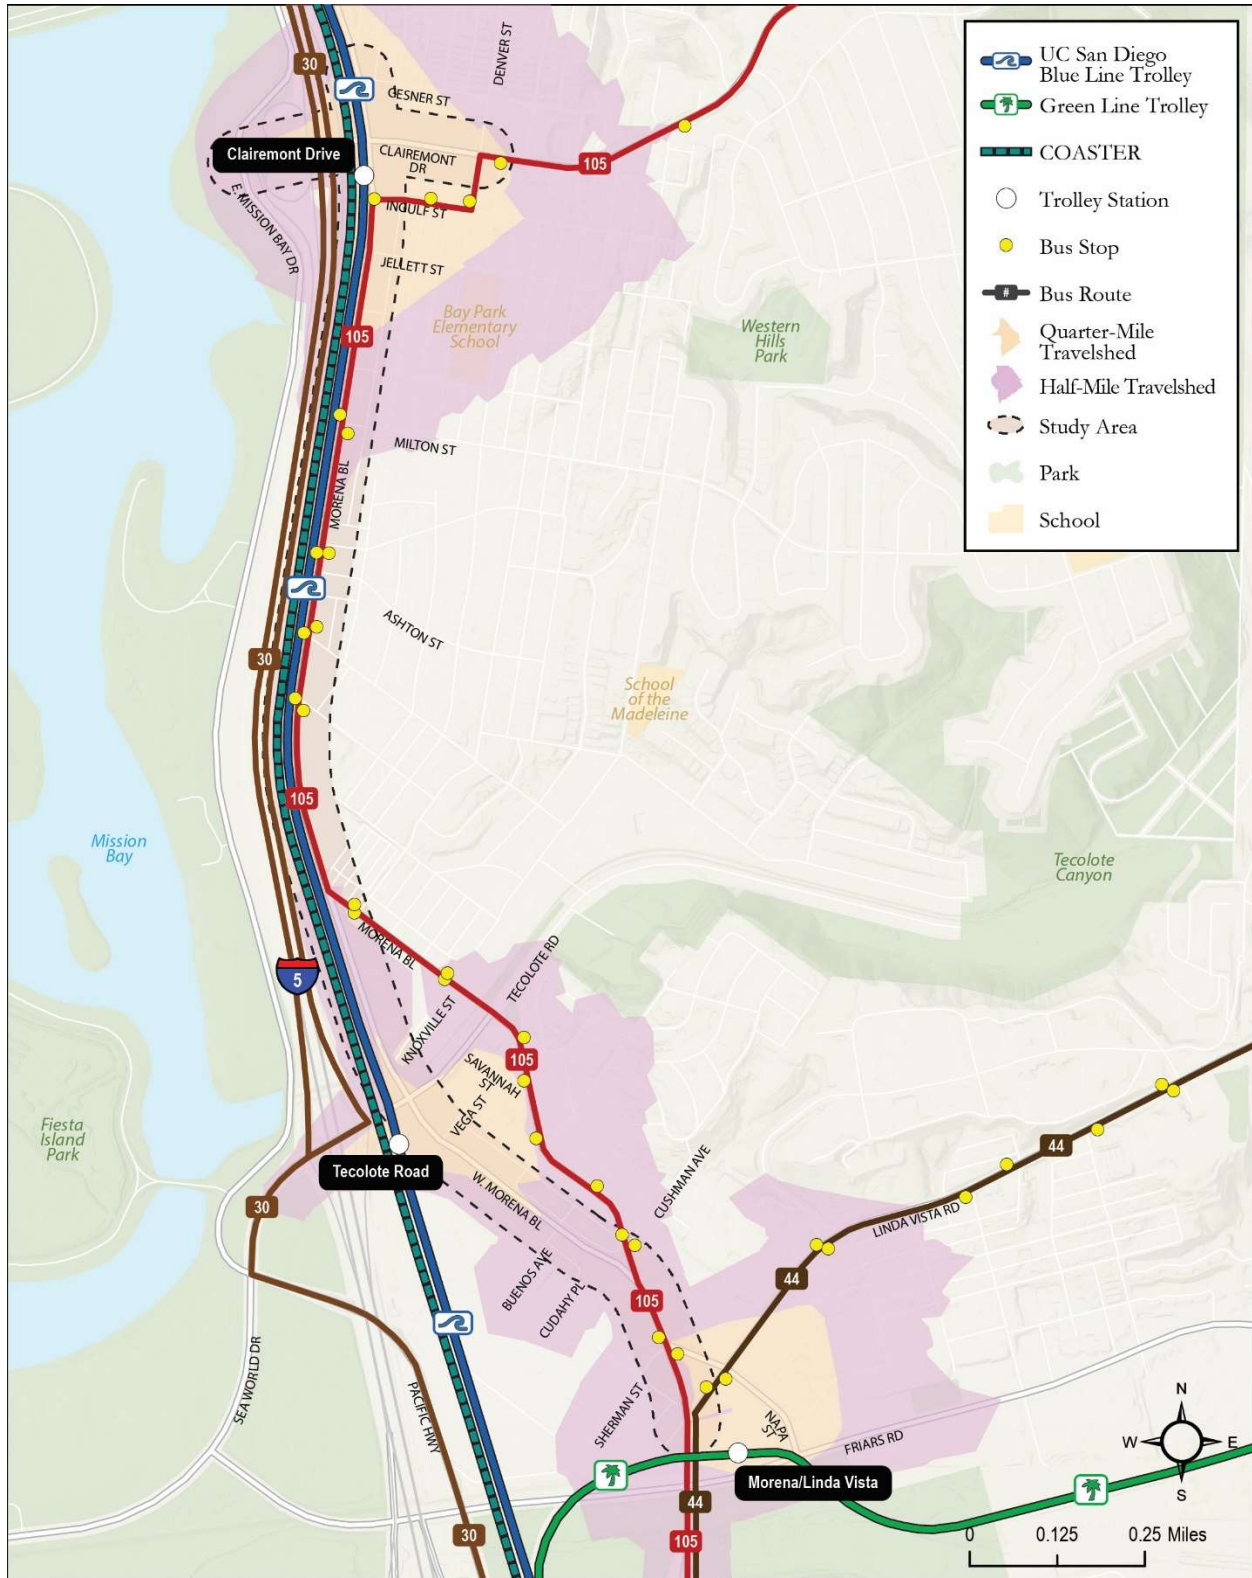 30
DENVER ST
GESNER ST
Clairemont Drive
CLAIREMONT
DR
105
INGULF ST
E. MISSION BAY DR
JELLETT ST
Bay Park
Elementary
School
Western
Hills
Park
105
MILTON ST
MORENA BL
ASHTON ST
30
School
of the
Madeleine
105
Mission
Bay
Tecolote
Canyon
MORENA BL
TECOLOTE RD
5
KNOXVILLE ST
105
SAVANNAH
ST
VEGA ST
Fiesta
Island
Park
44
Tecolote Road
CUSHMAN AVE
W. MORENA BL
30
LINDA VISTA RD
BUENOS AVE
44
CUDAHY PL
105
SEA WORLD DR
PACIFIC HWY
SHERMAN ST
NAPA
ST
FRIARS RD
Morena/Linda Vista
44
30
105
UC San Diego
Blue Line Trolley
Green Line Trolley
COASTER
Trolley Station
Bus Stop
#
Bus Route
Quarter-Mile
Travelshed
Half-Mile Travelshed
Study Area
Park
School
N
W E
S
0 0.125 0.25 Miles